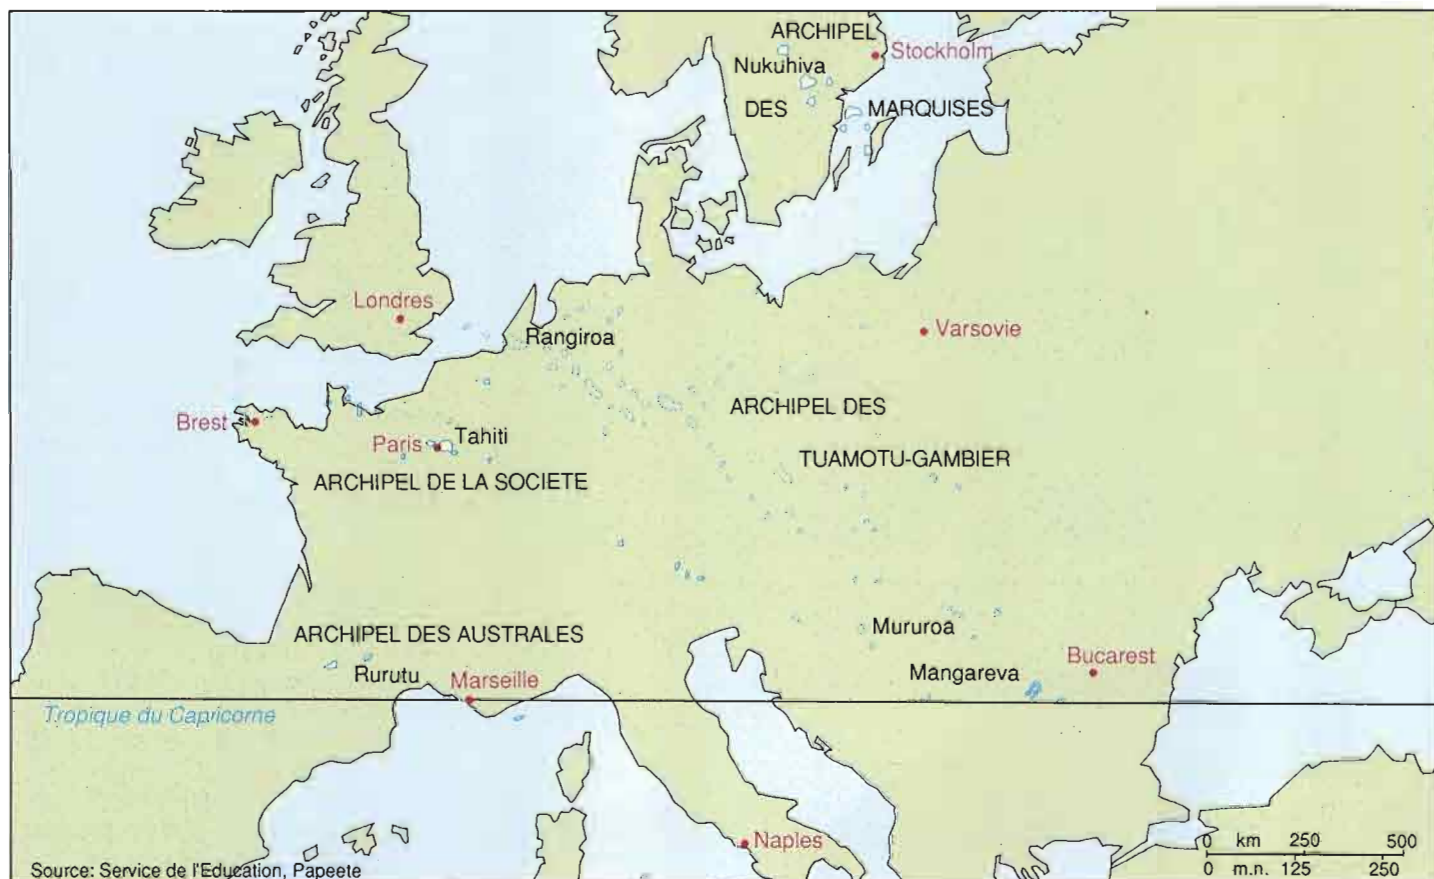 ARCHIPEL
Stockholm
Nukuhiva
DES
MARQUISES
Londres
Rangiroa
Varsovie
Brest
Paris
Tahiti
ARCHIPEL DES
TUAMOTU-GAMBIER
ARCHIPEL DE LA SOCIETE
ARCHIPEL DES AUSTRALES
Mururoa
Rurutu
Marseille
Mangareva
Bucarest
Tropique du Capricorne
Naples
0 km 250 500
0 m.n. 125 250
Source: Service de l'Education, Papeete